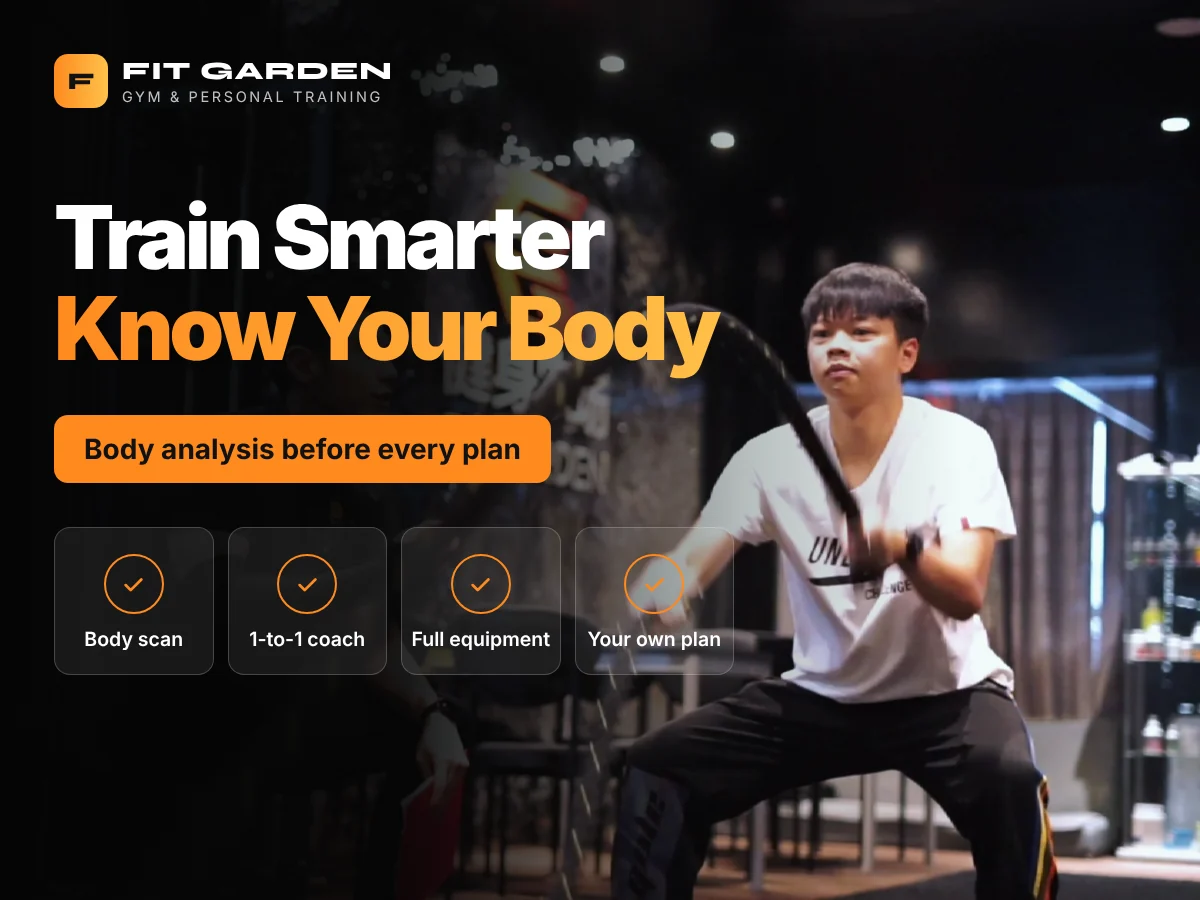 F
FIT GARDEN
GYM & PERSONAL TRAINING
Train Smarter
Know Your Body
Body analysis before every plan
Body scan
1-to-1 coach
Full equipment
Your own plan